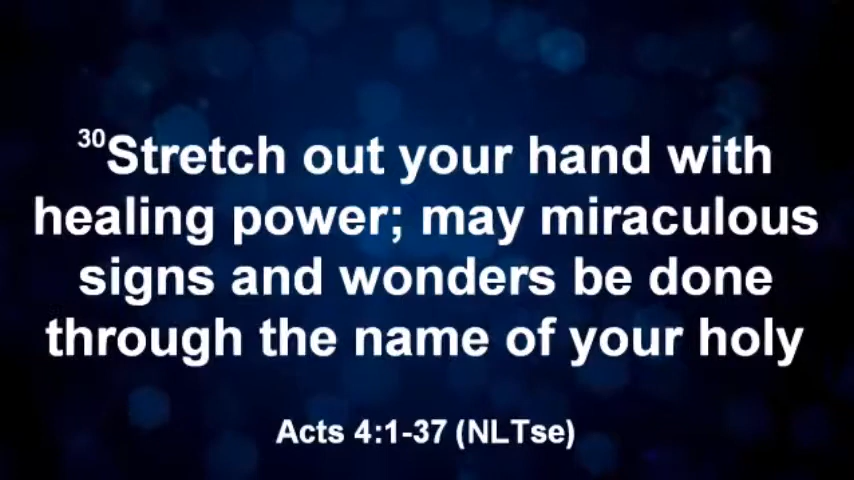 30Stretch out your hand with
healing power; may miraculous
signs and wonders be done
through the name of your holy
Acts 4:1-37 (NLTse)